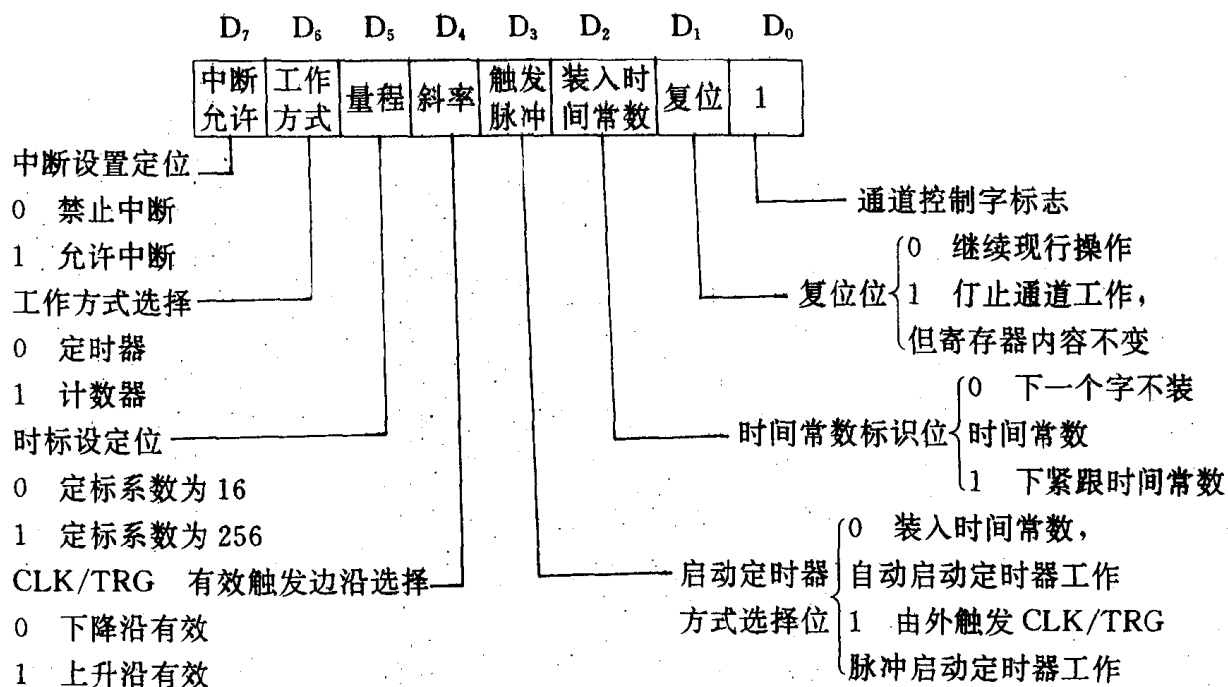 D₇ D₆ D₅ D₄ D₃ D₂ D₁ D₀
中断允许 工作方式 量程 斜率 触发脉冲 装入时间常数 复位 1
中断设置定位
0 禁止中断
1 允许中断
工作方式选择
0 定时器
1 计数器
时标设定位
0 定标系数为 16
1 定标系数为 256
CLK/TRG 有效触发边沿选择
0 下降沿有效
1 上升沿有效
通道控制字标志
复位位
0 继续现行操作
1 仃止通道工作，
但寄存器内容不变
时间常数标识位
0 下一个字不装
时间常数
1 下紧跟时间常数
启动定时器
方式选择位
0 装入时间常数，
自动启动定时器工作
1 由外触发 CLK/TRG
脉冲启动定时器工作